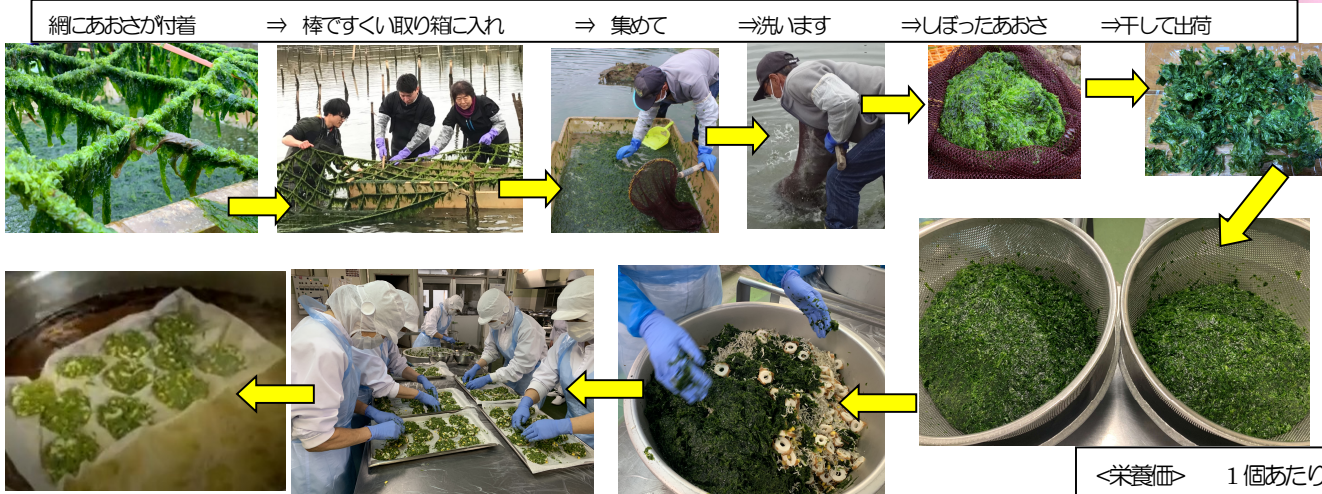 網にあおさが付着　⇒　棒ですくい取り箱に入れ　⇒　集めて　⇒洗います　⇒しぼったあおさ　⇒干して出荷
<栄養価>　1個あたり